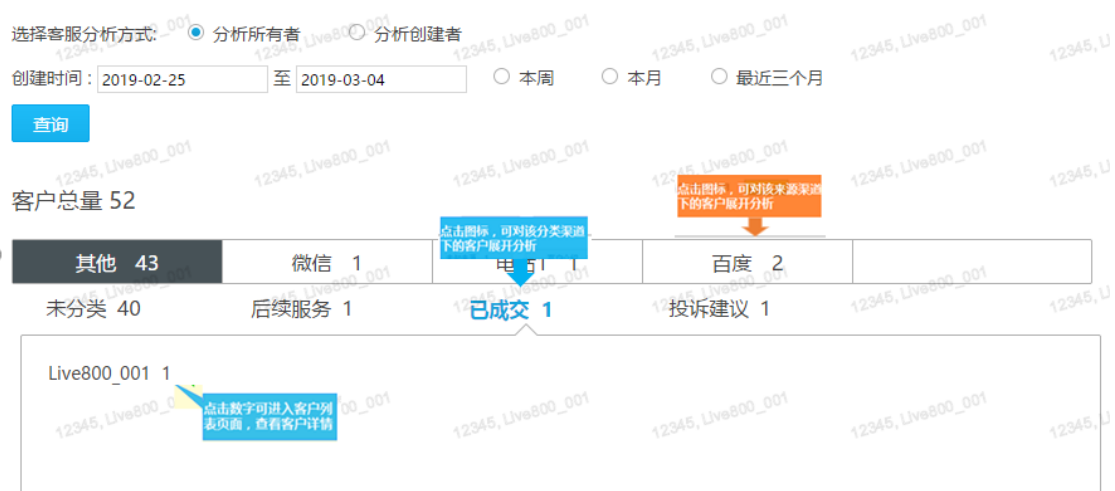 选择客服分析方式: 分析所有者 分析创建者
创建时间： 2019-02-25 至 2019-03-04 本周 本月 最近三个月
查询
客户总量 52
点击图标，可对该来源渠道
下的客户展开分析
点击图标，可对该分类渠道
下的客户展开分析
其他 43 微信 1 电话1 1 百度 2
未分类 40 后续服务 1 已成交 1 投诉建议 1
Live800_001 1
点击数字可进入客户列
表页面，查看客户详情
12345, Live800_001